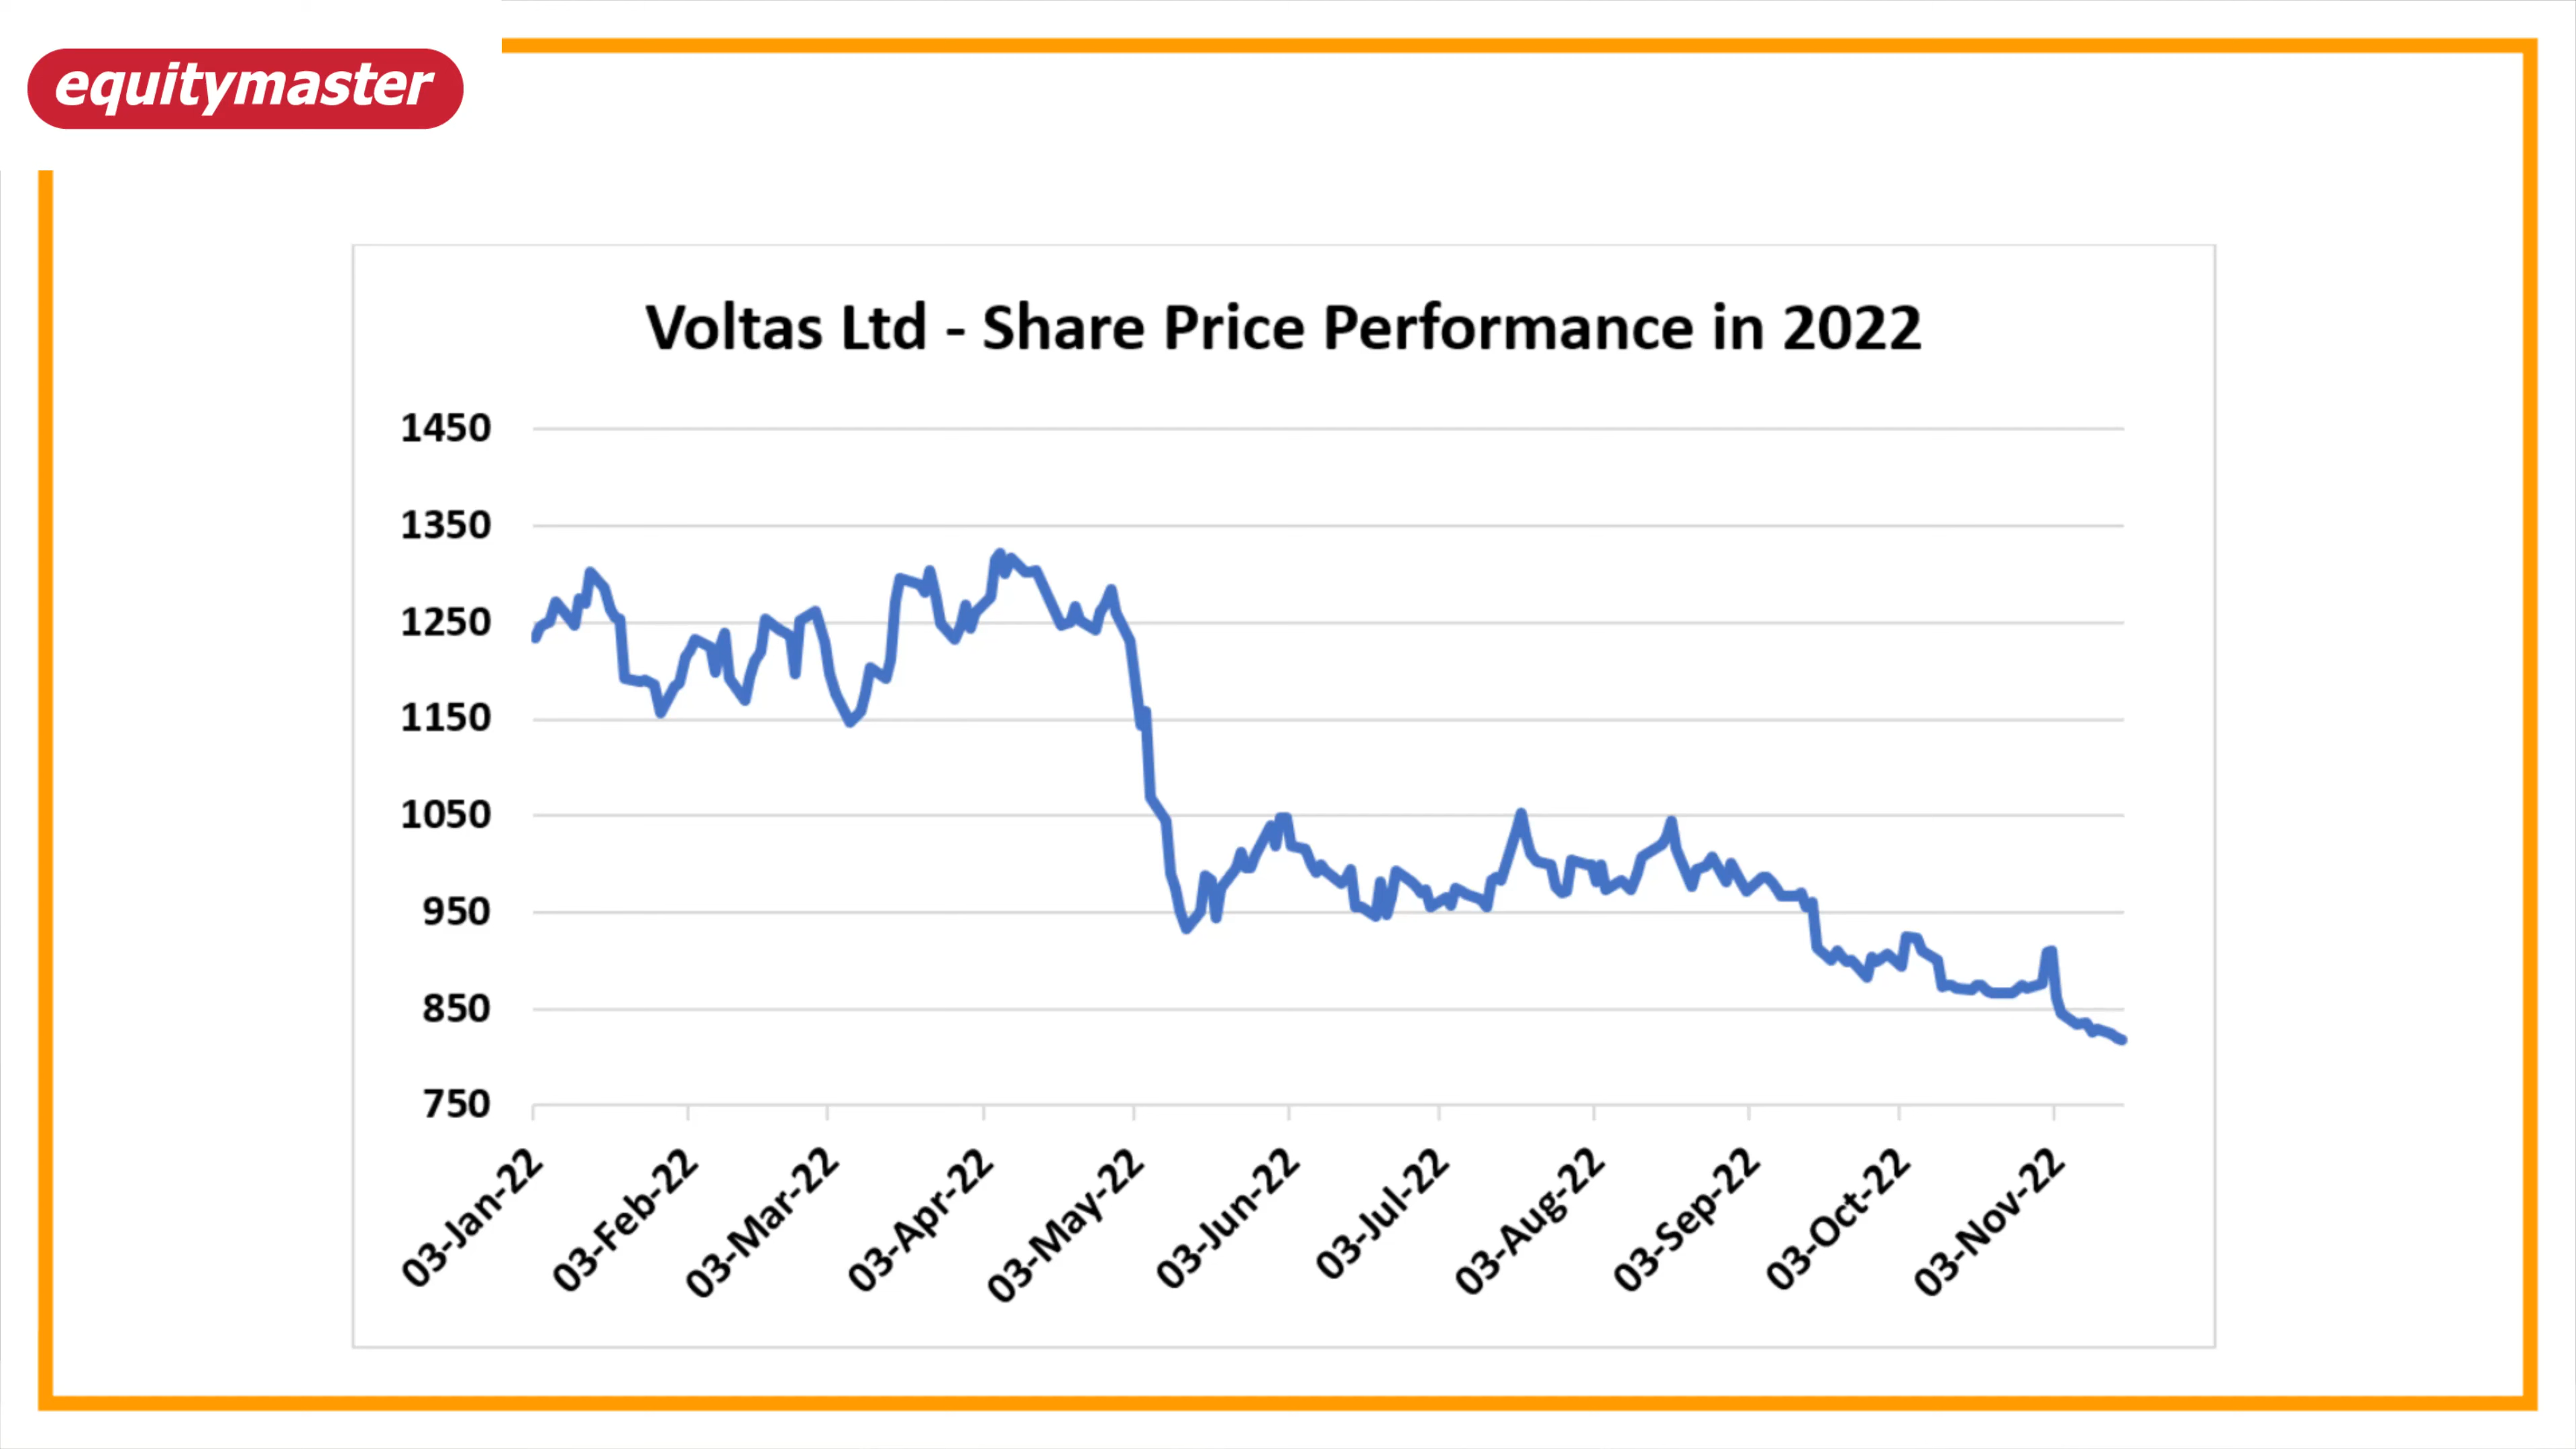 equitymaster
Voltas Ltd - Share Price Performance in 2022
1450
1350
1250
1150
1050
950
850
750
03-Jan-22
03-Feb-22
03-Mar-22
03-Apr-22
03-May-22
03-Jun-22
03-Jul-22
03-Aug-22
03-Sep-22
03-Oct-22
03-Nov-22